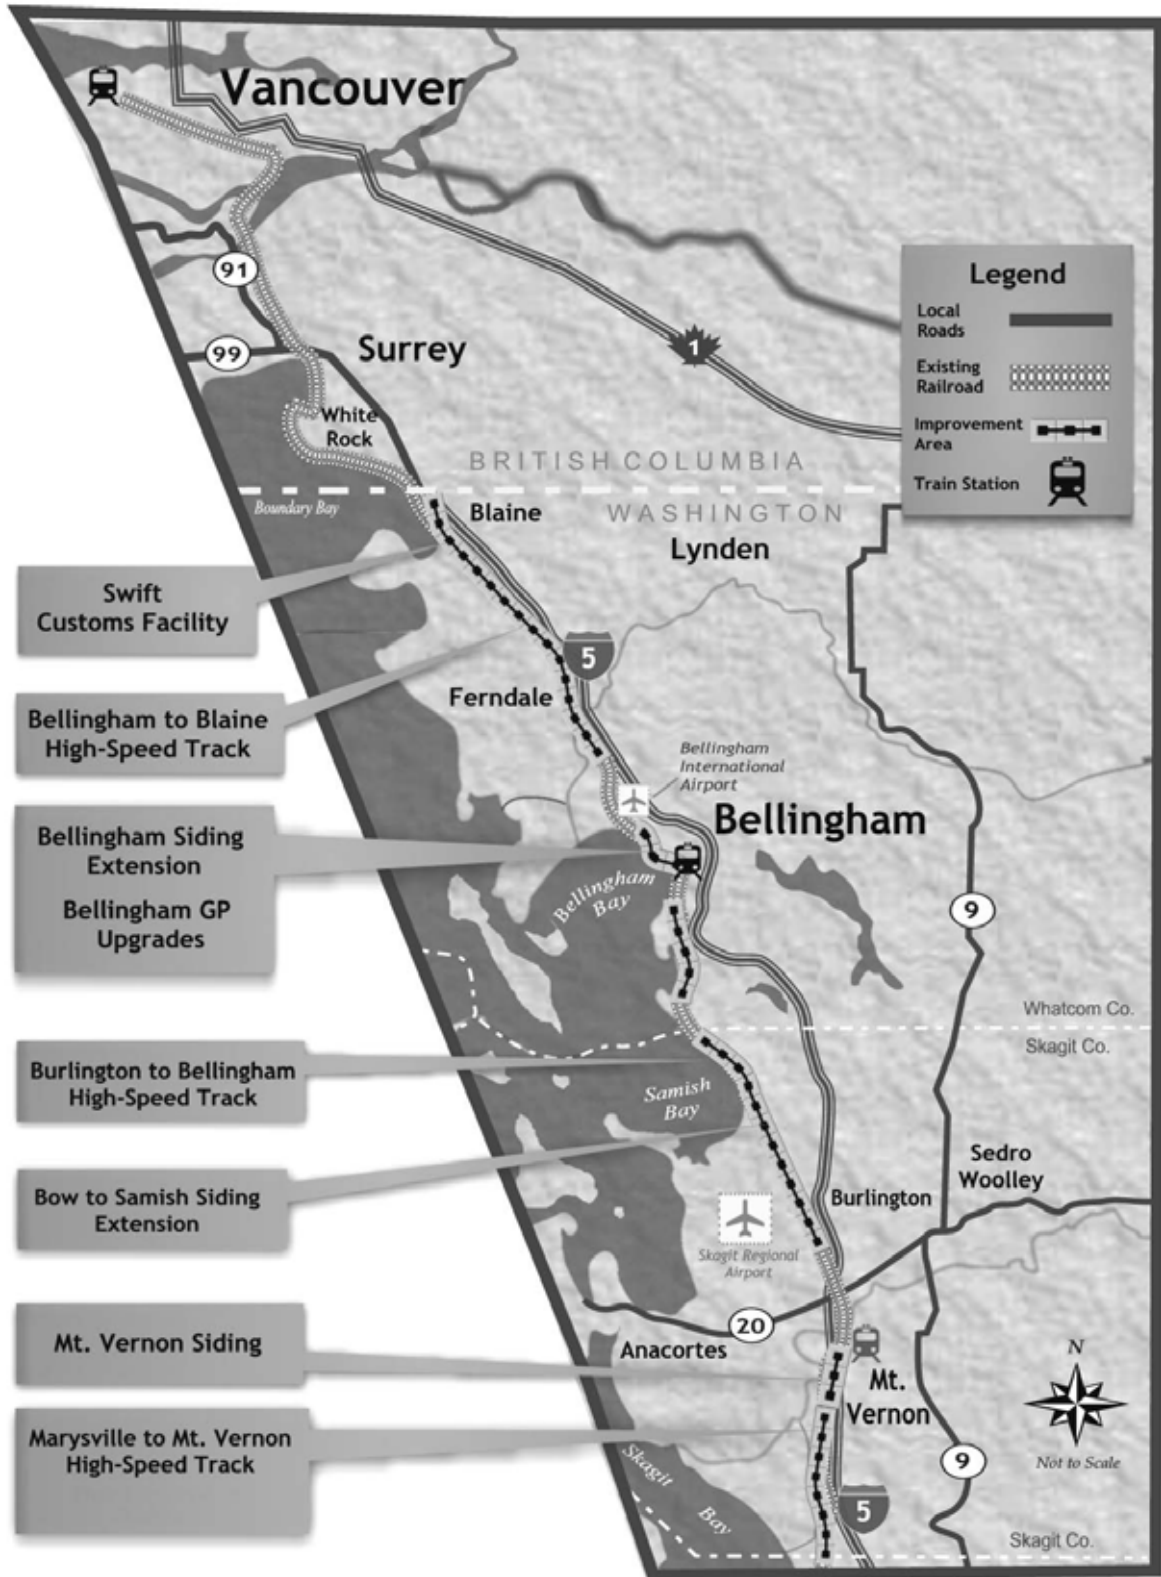 Vancouver
91
99
Surrey
1
White
Rock
BRITISH COLUMBIA
WASHINGTON
Boundary Bay
Blaine
Lynden
Legend
Local
Roads
Existing
Railroad
Improvement
Area
Train Station
Swift
Customs Facility
5
Ferndale
Bellingham to Blaine
High-Speed Track
Bellingham
International
Airport
Bellingham
Bellingham Siding
Extension
Bellingham GP
Upgrades
Bellingham
Bay
9
Whatcom Co.
Skagit Co.
Burlington to Bellingham
High-Speed Track
Samish
Bay
Bow to Samish Siding
Extension
Sedro
Woolley
Burlington
Skagit Regional
Airport
20
Anacortes
Mt. Vernon Siding
Mt.
Vernon
N
Not to Scale
Marysville to Mt. Vernon
High-Speed Track
Skagit
Bay
9
5
Skagit Co.